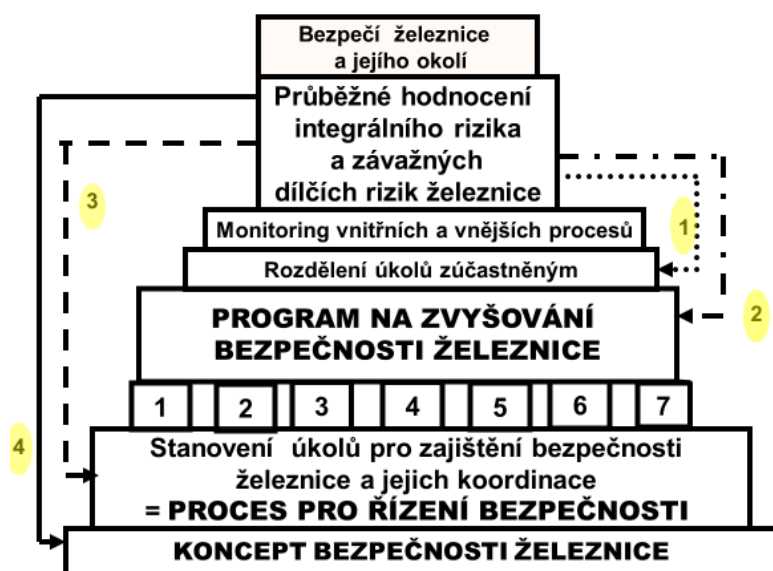 Bezpečí železnice
a jejího okolí
Průběžné hodnocení
integrálního rizika
a závažných
dílčích rizik železnice
3
1
Monitoring vnitřních a vnějších procesů
Rozdělení úkolů zúčastněným
PROGRAM NA ZVYŠOVÁNÍ
BEZPEČNOSTI ŽELEZNICE
2
1 2 3 4 5 6 7
4
Stanovení úkolů pro zajištění bezpečnosti
železnice a jejich koordinace
= PROCES PRO ŘÍZENÍ BEZPEČNOSTI
KONCEPT BEZPEČNOSTI ŽELEZNICE